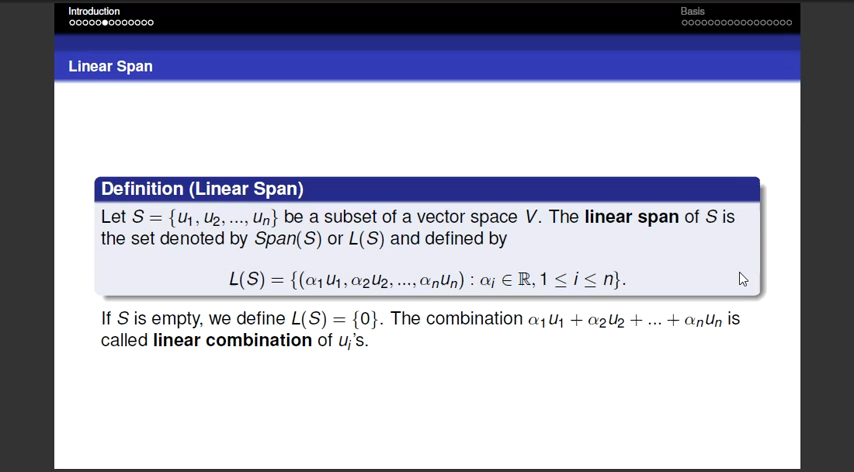 Introduction
Basis
Linear Span
Definition (Linear Span)
Let S = {u₁, u₂, ..., uₙ} be a subset of a vector space V. The linear span of S is
the set denoted by Span(S) or L(S) and defined by
L(S) = {(α₁u₁, α₂u₂, ..., αₙuₙ) : αᵢ ∈ ℝ, 1 ≤ i ≤ n}.
If S is empty, we define L(S) = {0}. The combination α₁u₁ + α₂u₂ + ... + αₙuₙ is
called linear combination of uᵢ's.